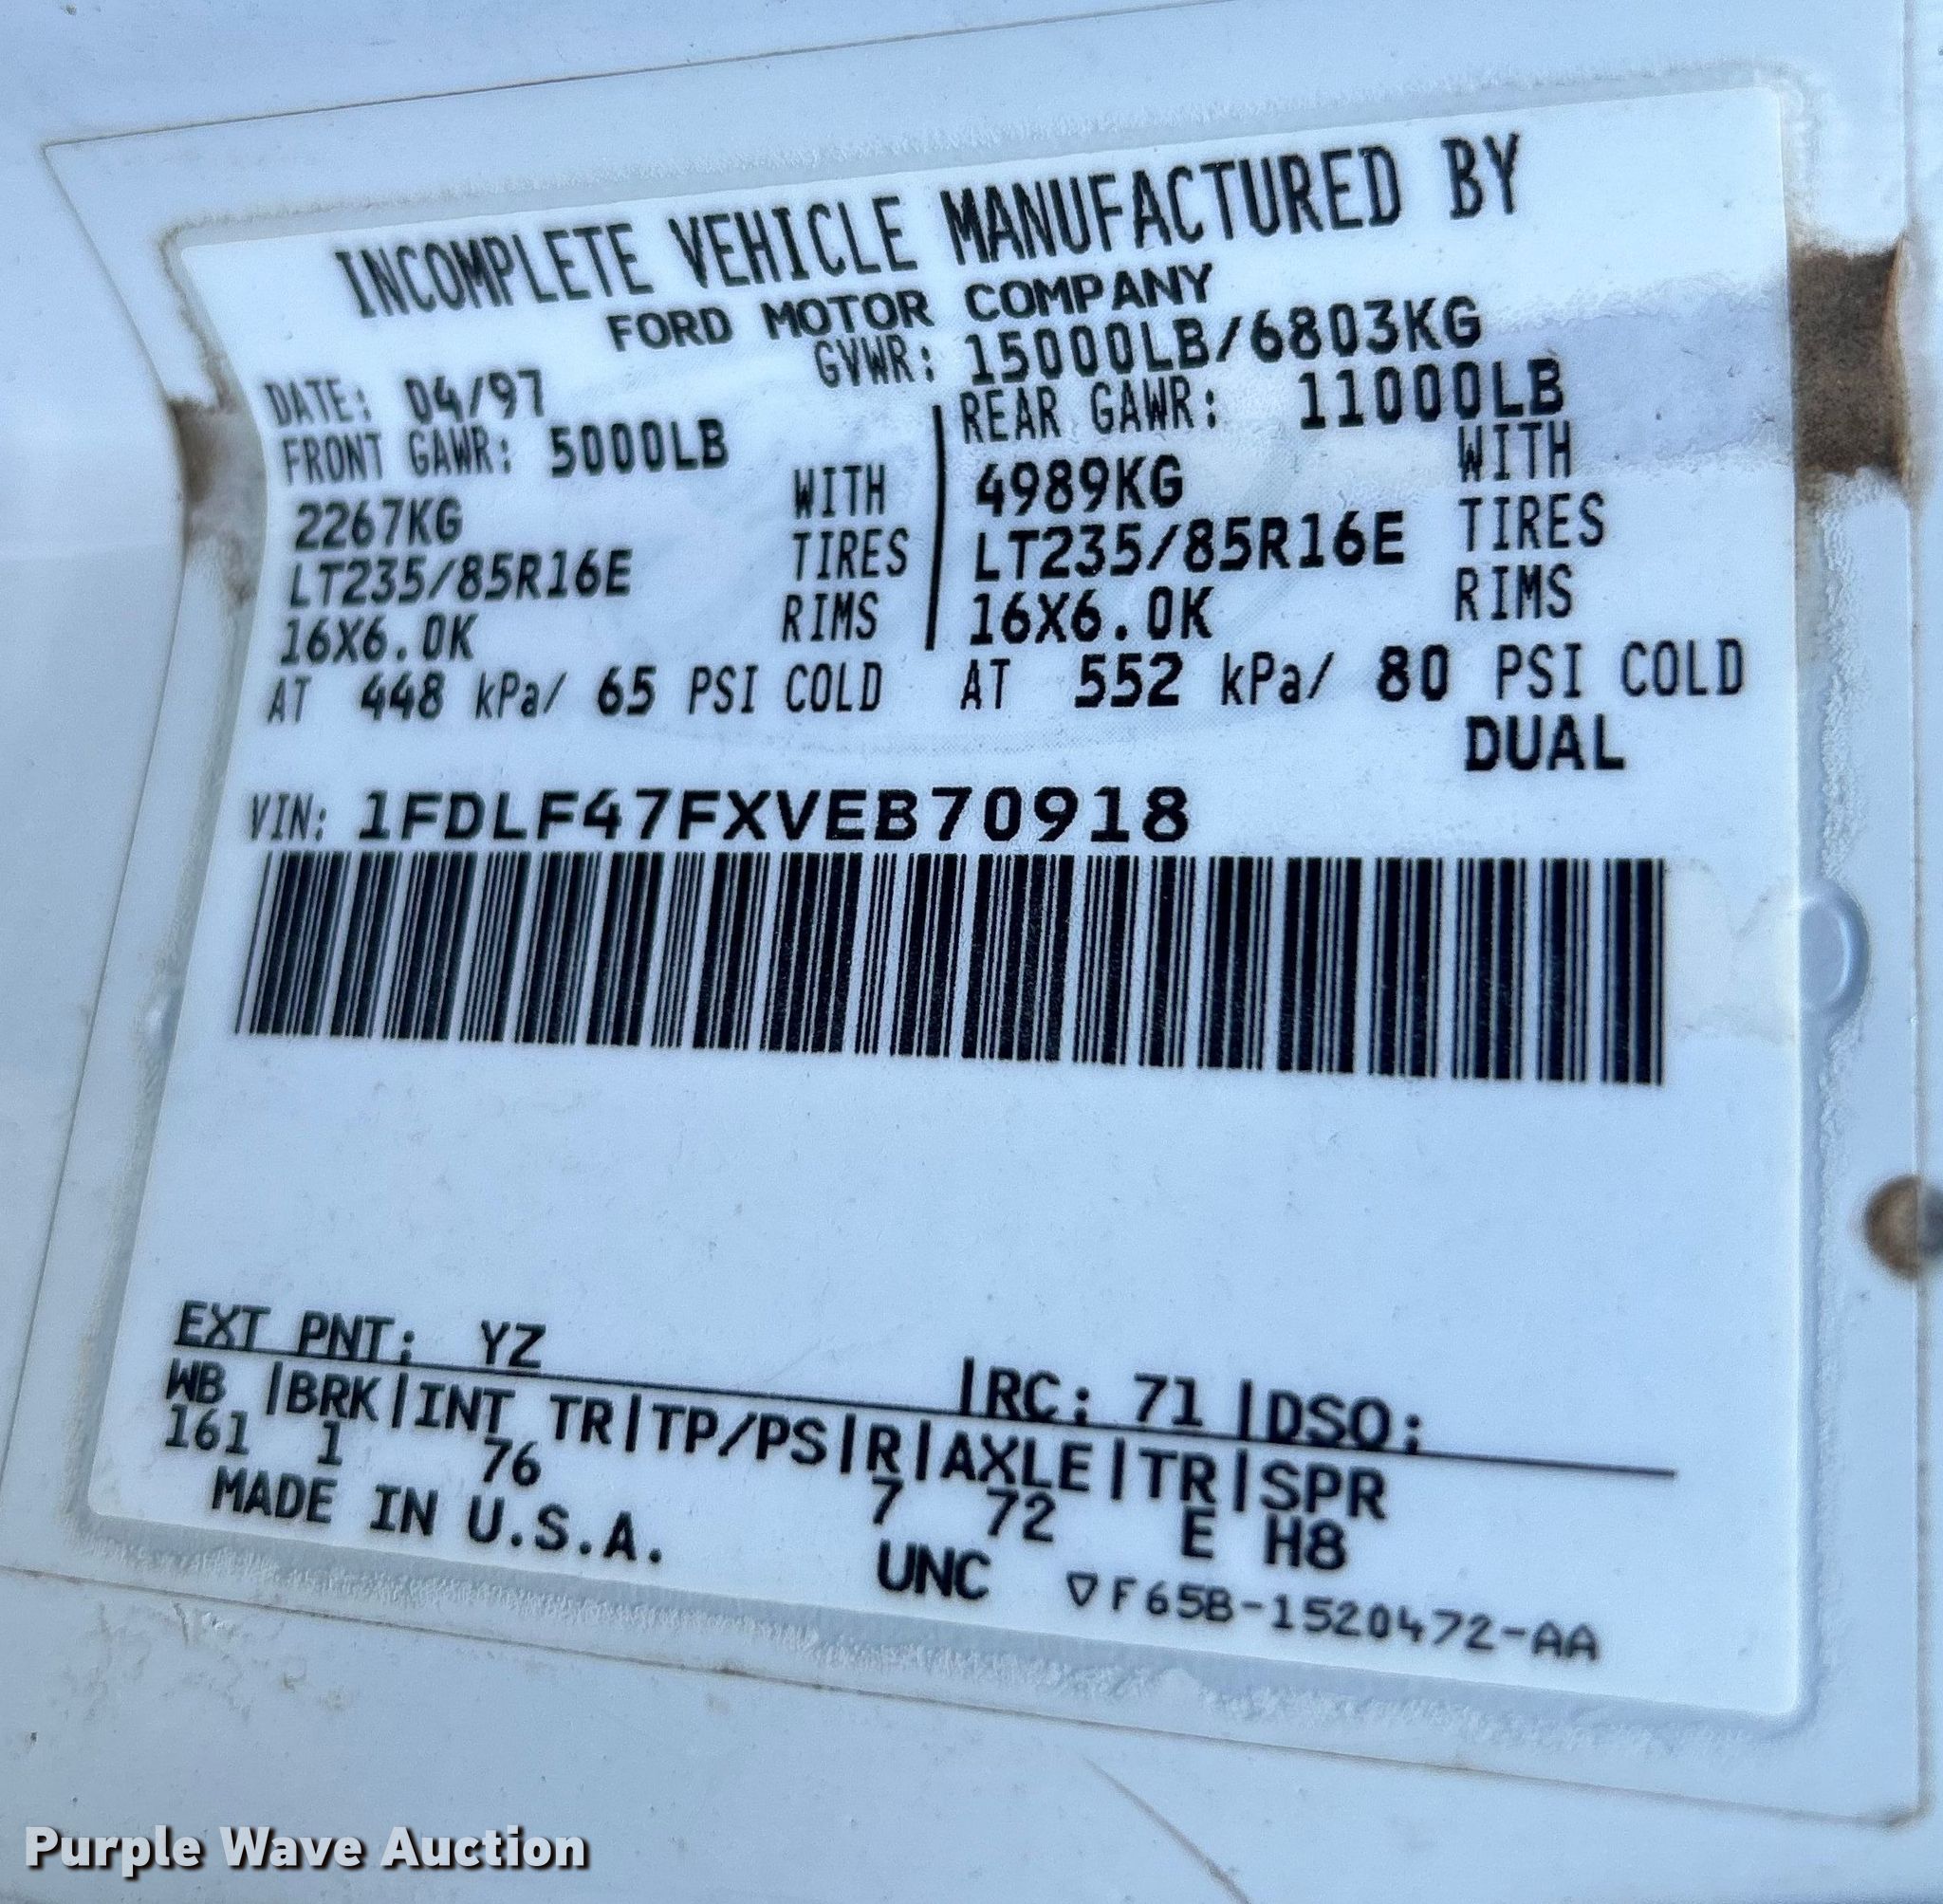 INCOMPLETE VEHICLE MANUFACTURED BY
FORD MOTOR COMPANY
DATE: 04/97 GVWR: 15000LB/6803KG
FRONT GAWR: 5000LB REAR GAWR: 11000LB
2267KG WITH 4989KG WITH
LT235/85R16E TIRES LT235/85R16E TIRES
16X6.0K RIMS 16X6.0K RIMS
AT 448 kPa/ 65 PSI COLD AT 552 kPa/ 80 PSI COLD
DUAL
VIN: 1FDLF47FXVEB70918
EXT PNT: YZ |RC: 71 |DSO:
WB |BRK|INT TR|TP/PS|R|AXLE|TR|SPR
161 1 76 7 72 E H8
MADE IN U.S.A. UNC ▽F65B-1520472-AA
Purple Wave Auction